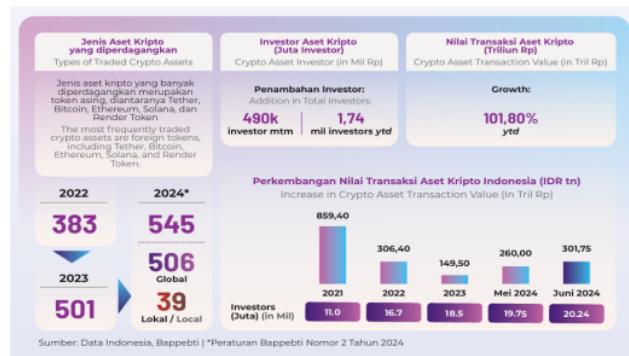 Jenis Aset Kripto
yang diperdagangkan
Types of Traded Crypto Assets
Jenis aset kripto yang banyak
diperdagangkan merupakan
token asing, diantaranya Tether,
Bitcoin, Ethereum, Solana, dan
Render Token
The most frequently traded
crypto assets are foreign tokens,
including Tether, Bitcoin,
Ethereum, Solana, and Render
Token.
2022
383
2023
501
2024*
545
506
Global
39
Lokal / Local
Investor Aset Kripto
(Juta Investor)
Crypto Asset Investor (in Mil Rp)
Penambahan Investor:
Addition in Total Investors:
490k
investor mtm
1,74
mil investors ytd
Nilai Transaksi Aset Kripto
(Triliun Rp)
Crypto Asset Transaction Value (in Tril Rp)
Growth:
101,80%
ytd
Perkembangan Nilai Transaksi Aset Kripto Indonesia (IDR tn)
Increase in Crypto Asset Transaction Value (In Tril Rp)
859,40
306,40
149,50
260,00
301,75
2021
2022
2023
Mei 2024
Juni 2024
Investors
(Juta) (in Mil)
11.0
16.7
18.5
19.75
20.24
Sumber: Data Indonesia, Bappebti | *Peraturan Bappebti Nomor 2 Tahun 2024